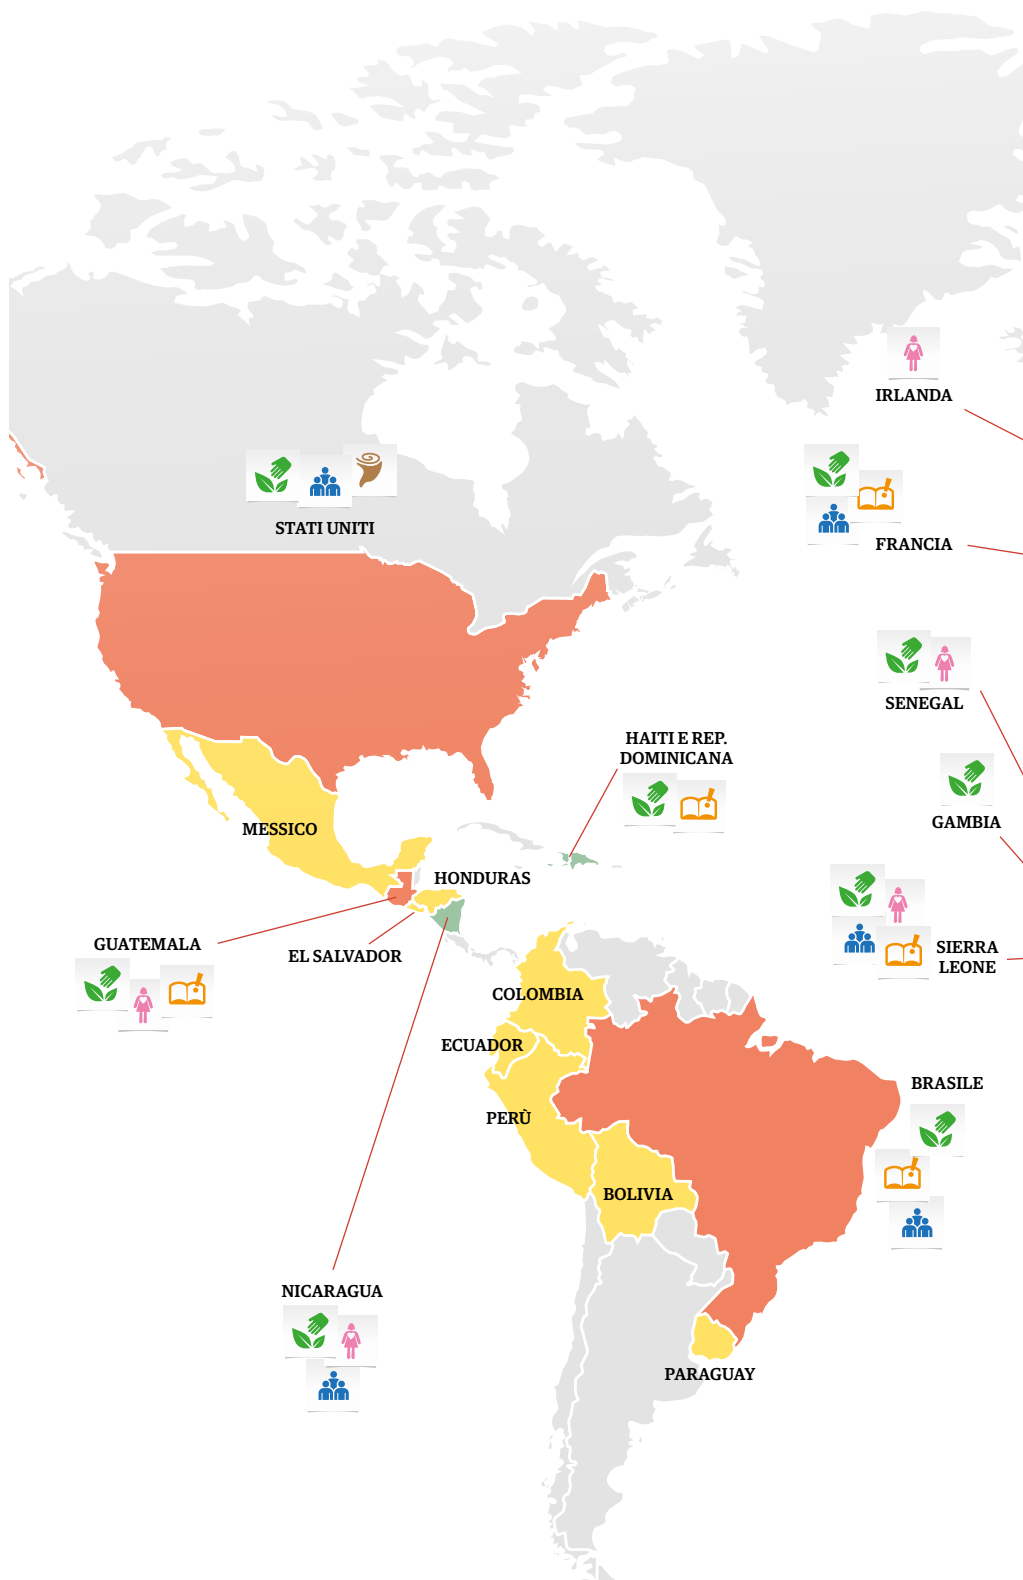 IRLANDA
STATI UNITI
FRANCIA
SENEGAL
HAITI E REP.
DOMINICANA
GAMBIA
MESSICO
HONDURAS
GUATEMALA
EL SALVADOR
SIERRA
LEONE
COLOMBIA
ECUADOR
BRASILE
PERÙ
BOLIVIA
NICARAGUA
PARAGUAY